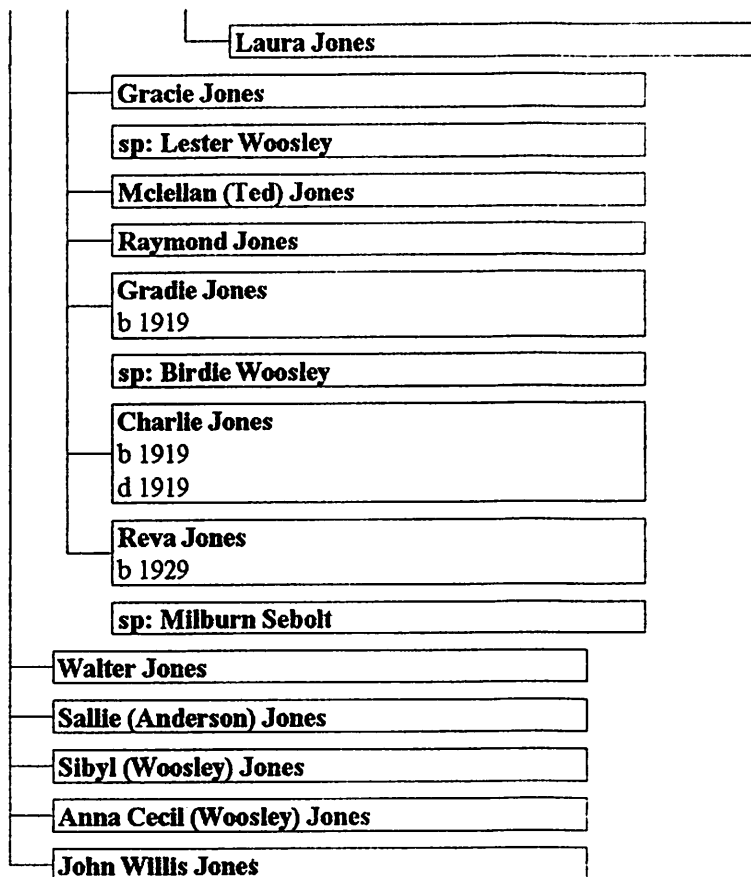 Laura Jones
Gracie Jones
sp: Lester Woosley
Mclellan (Ted) Jones
Raymond Jones
Gradie Jones
b 1919
sp: Birdie Woosley
Charlie Jones
b 1919
d 1919
Reva Jones
b 1929
sp: Milburn Sebolt
Walter Jones
Sallie (Anderson) Jones
Sibyl (Woosley) Jones
Anna Cecil (Woosley) Jones
John Willis Jones